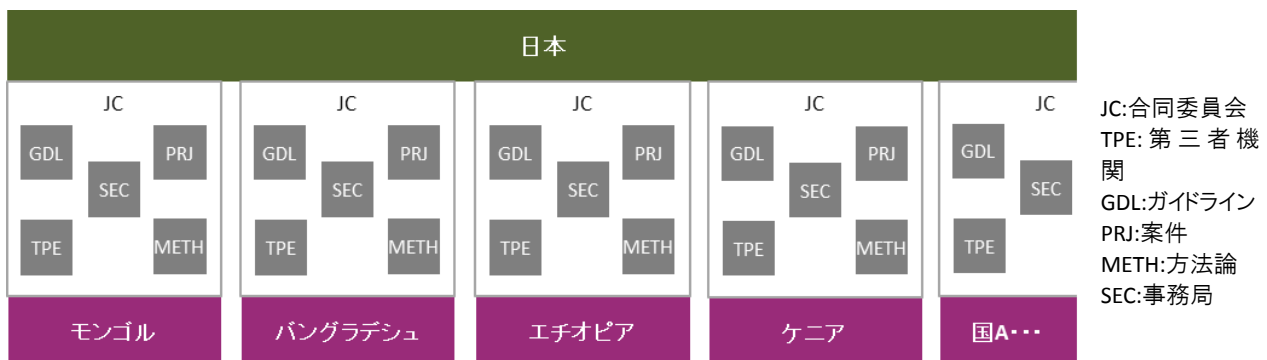 日本
JC
GDL
PRJ
SEC
TPE
METH
モンゴル
JC
GDL
PRJ
SEC
TPE
METH
バングラデシュ
JC
GDL
PRJ
SEC
TPE
METH
エチオピア
JC
GDL
PRJ
SEC
TPE
METH
ケニア
JC
GDL
SEC
TPE
国A・・・
JC:合同委員会
TPE:第三者機
関
GDL:ガイドライン
PRJ:案件
METH:方法論
SEC:事務局